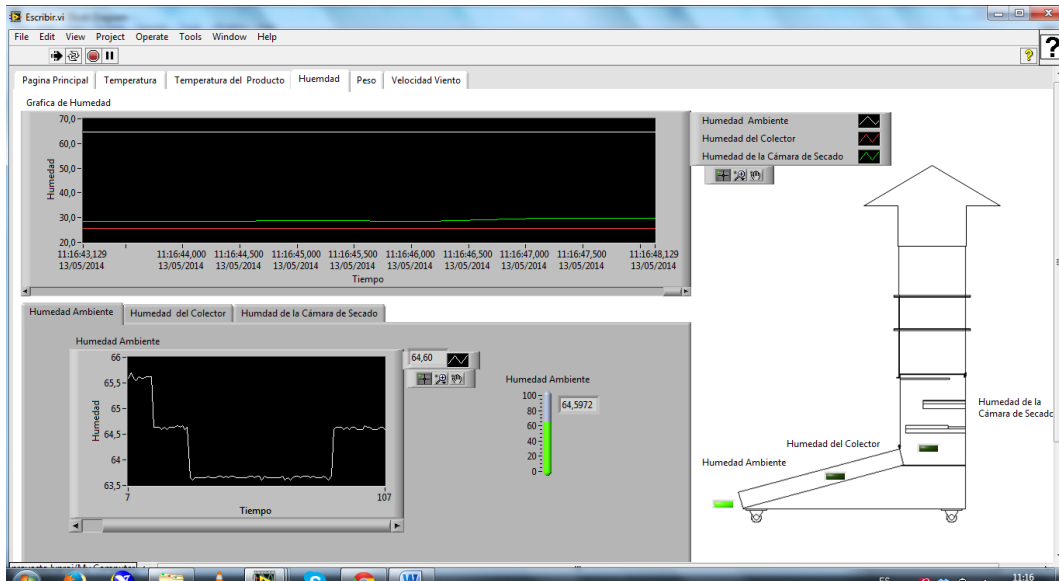 Escribir.vi
File Edit View Project Operate Tools Window Help
?
?
Pagina Principal Temperatura Temperatura del Producto Huemdad Peso Velocidad Viento
Grafica de Humedad
70,0
60,0
50,0
40,0
30,0
20,0
Humedad
11:16:43,129 11:16:44,000 11:16:44,500 11:16:45,000 11:16:45,500 11:16:46,000 11:16:46,500 11:16:47,000 11:16:47,500 11:16:48,129
13/05/2014 13/05/2014 13/05/2014 13/05/2014 13/05/2014 13/05/2014 13/05/2014 13/05/2014 13/05/2014 13/05/2014
Tiempo
Humedad Ambiente
Humedad del Colector
Humedad de la Cámara de Secado
Humedad Ambiente Humedad del Colector Humdad de la Cámara de Secado
Humedad Ambiente
66
65,5
65
64,5
64
63,5
Humedad
7 107
Tiempo
64,60
Humedad Ambiente
100
80
60
40
20
0
64,5972
Humedad de la
Cámara de Secado
Humedad del Colector
Humedad Ambiente
ES
11:16